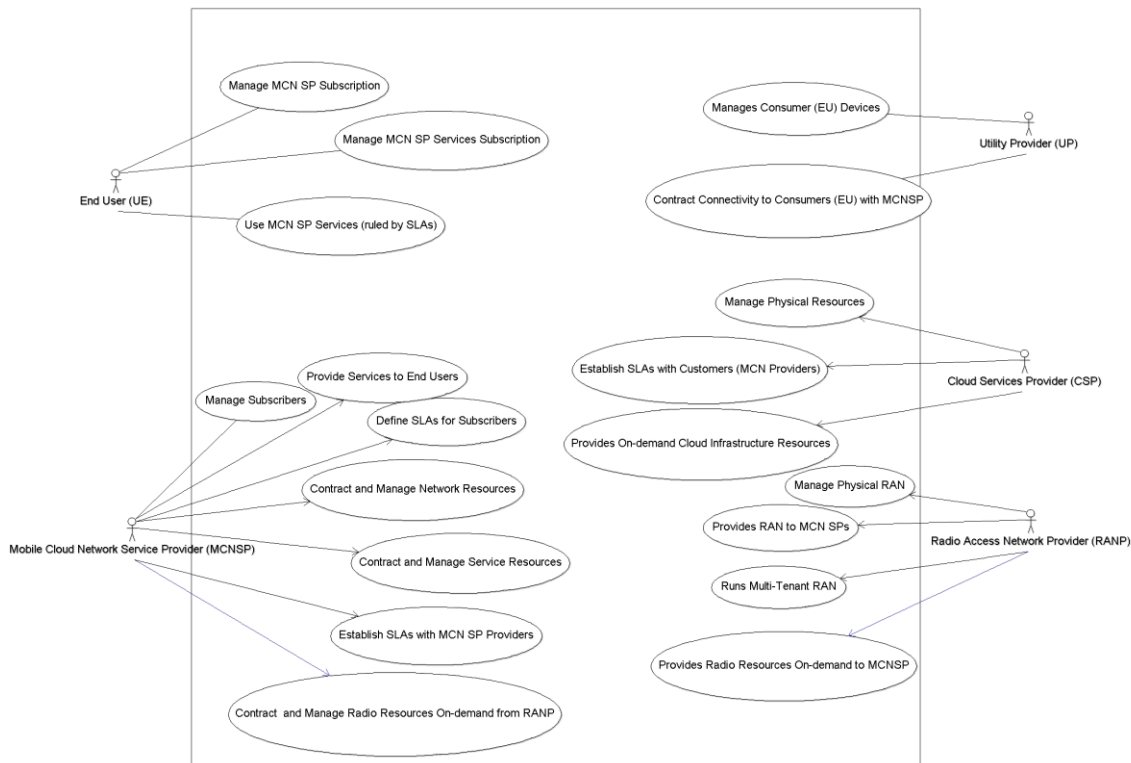 Manage MCN SP Subscription
Manage MCN SP Services Subscription
End User (UE)
Use MCN SP Services (ruled by SLAs)
Manages Consumer (EU) Devices
Utility Provider (UP)
Contract Connectivity to Consumers (EU) with MCNSP
Manage Physical Resources
Establish SLAs with Customers (MCN Providers)
Cloud Services Provider (CSP)
Provides On-demand Cloud Infrastructure Resources
Provide Services to End Users
Manage Subscribers
Define SLAs for Subscribers
Contract and Manage Network Resources
Mobile Cloud Network Service Provider (MCNSP)
Contract and Manage Service Resources
Establish SLAs with MCN SP Providers
Contract  and Manage Radio Resources On-demand from RANP
Manage Physical RAN
Provides RAN to MCN SPs
Radio Access Network Provider (RANP)
Runs Multi-Tenant RAN
Provides Radio Resources On-demand to MCNSP